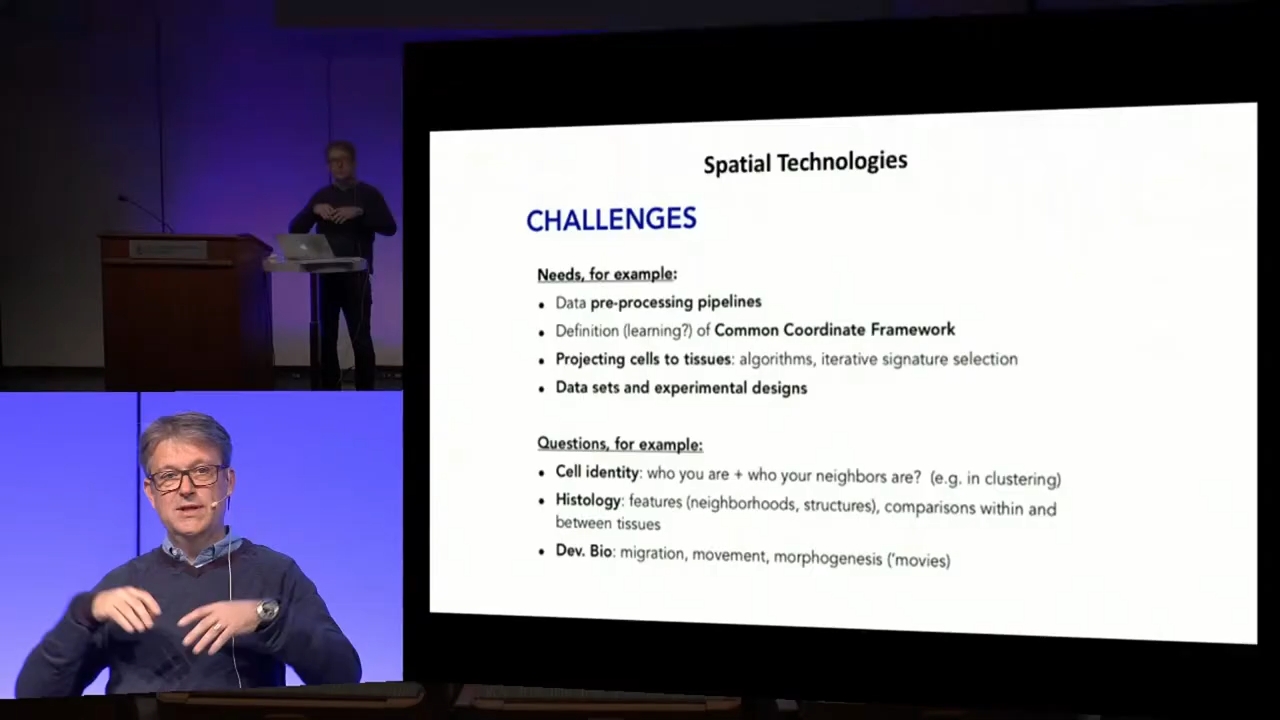 Spatial Technologies
CHALLENGES
Needs, for example:
• Data pre-processing pipelines
• Definition (learning?) of Common Coordinate Framework
• Projecting cells to tissues: algorithms, iterative signature selection
• Data sets and experimental designs
Questions, for example:
• Cell identity: who you are + who your neighbors are? (e.g. in clustering)
• Histology: features (neighborhoods, structures), comparisons within and
between tissues
• Dev. Bio: migration, movement, morphogenesis ('movies)